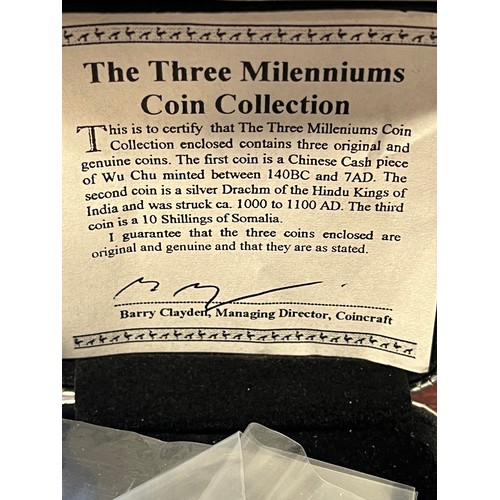 The Three Milenniums
Coin Collection
This is to certify that The Three Milleniums Coin
Collection enclosed contains three original and
genuine coins. The first coin is a Chinese Cash piece
of Wu Chu minted between 140BC and 7AD. The
second coin is a silver Drachm of the Hindu Kings of
India and was struck ca. 1000 to 1100 AD. The third
coin is a 10 Shillings of Somalia.
I guarantee that the three coins enclosed are
original and genuine and that they are as stated.
Barry Clayden, Managing Director, Coincraft